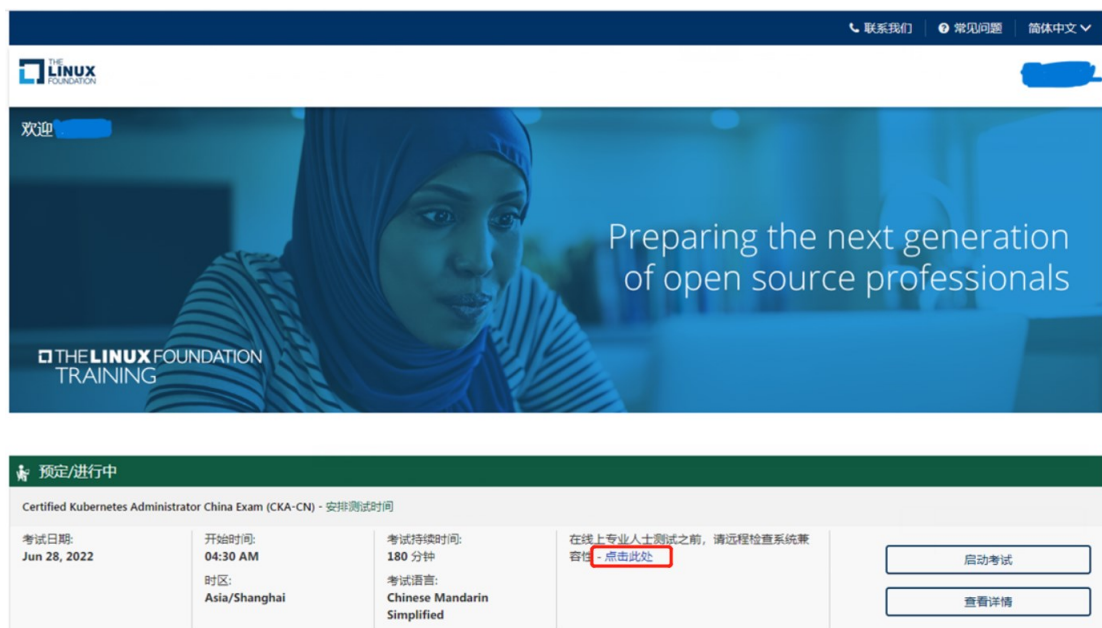 联系我们 常见问题 简体中文
THE
LINUX
FOUNDATION
欢迎
Preparing the next generation
of open source professionals
THE LINUX FOUNDATION
TRAINING
预定/进行中
Certified Kubernetes Administrator China Exam (CKA-CN) - 安排测试时间
考试日期:
Jun 28, 2022
开始时间:
04:30 AM
时区:
Asia/Shanghai
考试持续时间:
180 分钟
考试语言:
Chinese Mandarin
Simplified
在线上专业人士测试之前，请远程检查系统兼
容性 - 点击此处
启动考试
查看详情